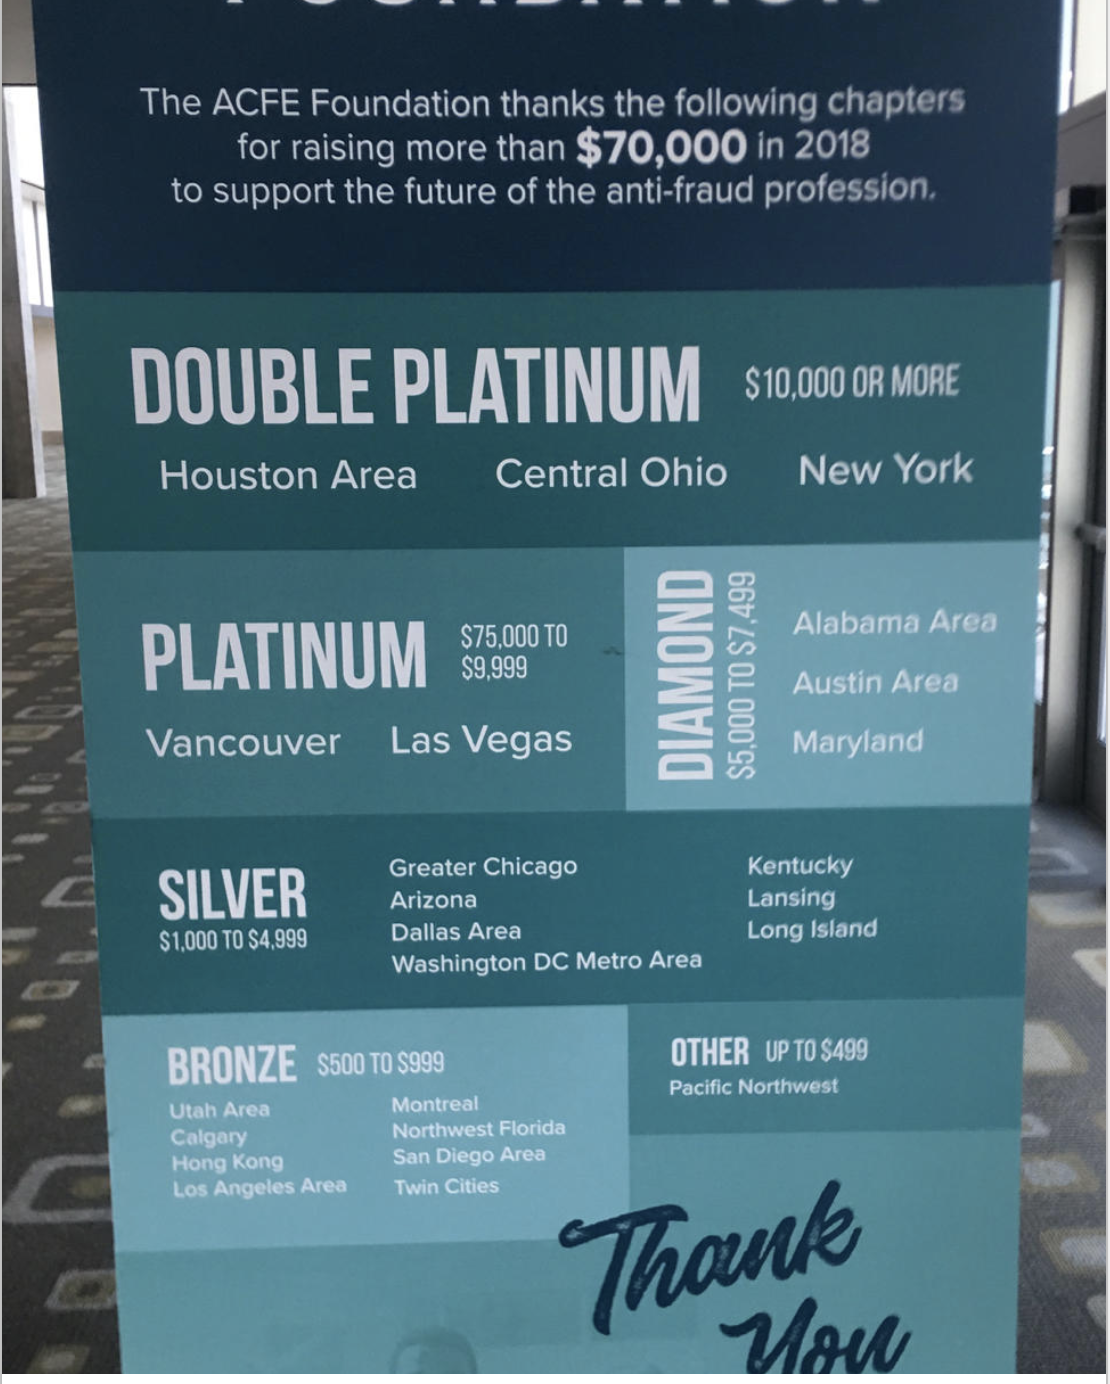 FOUNDATION
The ACFE Foundation thanks the following chapters
for raising more than $70,000 in 2018
to support the future of the anti-fraud profession.
DOUBLE PLATINUM $10,000 OR MORE
Houston Area Central Ohio New York
PLATINUM $75,000 TO
$9,999
Vancouver Las Vegas
DIAMOND
$5,000 TO $7,499
Alabama Area
Austin Area
Maryland
SILVER
$1,000 TO $4,999
Greater Chicago
Arizona
Dallas Area
Washington DC Metro Area
Kentucky
Lansing
Long Island
BRONZE $500 TO $999
Utah Area
Calgary
Hong Kong
Los Angeles Area
Montreal
Northwest Florida
San Diego Area
Twin Cities
OTHER UP TO $499
Pacific Northwest
Thank
You